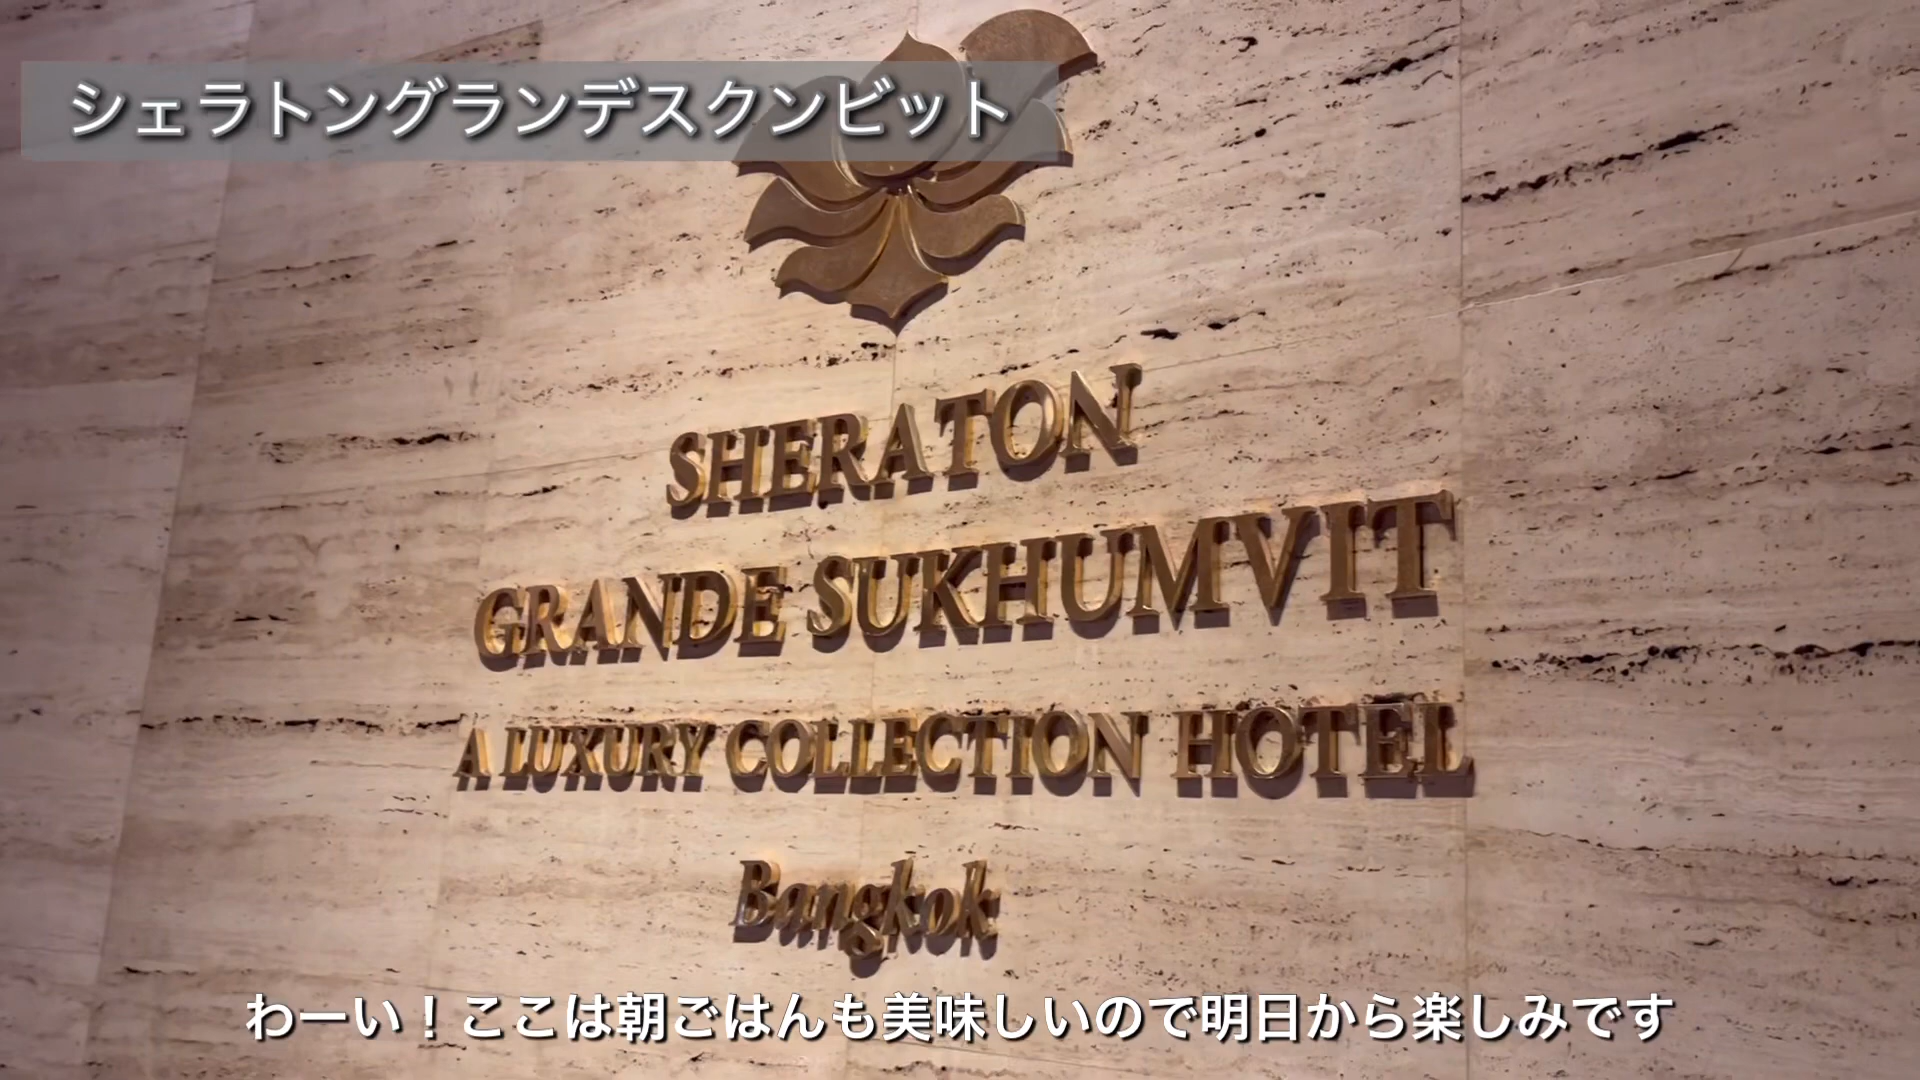 シェラトングランデスクンビット
SHERATON
GRANDE SUKHUMVIT
A LUXURY COLLECTION HOTEL
Bangkok
わーい！ここは朝ごはんも美味しいので明日から楽しみです